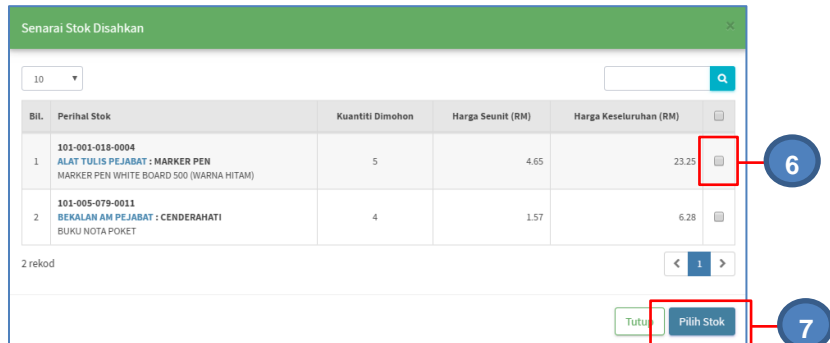 Senarai Stok Disahkan ×
10
Bil. Perihal Stok Kuantiti Dimohon Harga Seunit (RM) Harga Keseluruhan (RM)
101-001-018-0004
1 ALAT TULIS PEJABAT : MARKER PEN 5 4.65 23.25
MARKER PEN WHITE BOARD 500 (WARNA HITAM)
6
101-005-079-0011
2 BEKALAN AM PEJABAT : CENDERAHATI 4 1.57 6.28
BUKU NOTA POKET
2 rekod < 1 >
Tutup Pilih Stok
7